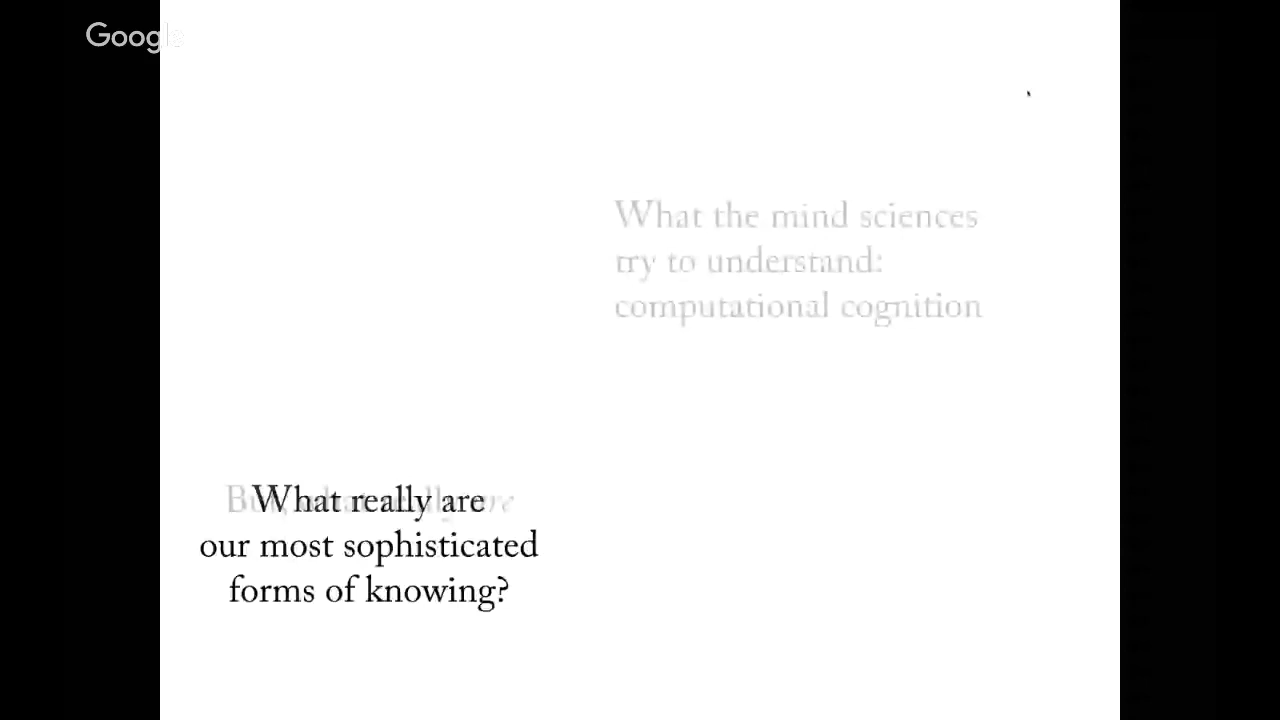 Google
What the mind sciences
try to understand:
computational cognition
What really are
our most sophisticated
forms of knowing?